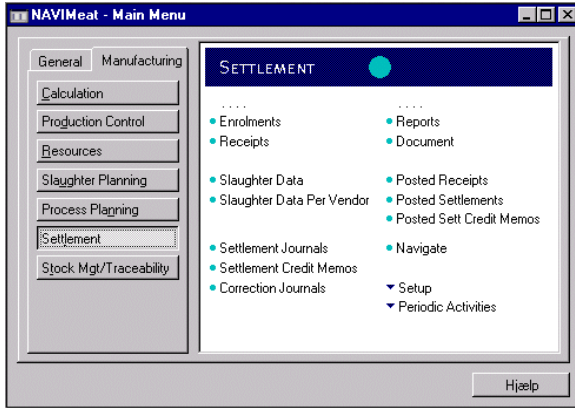 NAVIMeat - Main Menu
General
Manufacturing
Calculation
Production Control
Resources
Slaughter Planning
Process Planning
Settlement
Stock Mgt/Traceability
SETTLEMENT
. . . .
Enrolments
Receipts
Slaughter Data
Slaughter Data Per Vendor
Settlement Journals
Settlement Credit Memos
Correction Journals
. . . .
Reports
Document
Posted Receipts
Posted Settlements
Posted Sett Credit Memos
Navigate
Setup
Periodic Activities
Hjælp